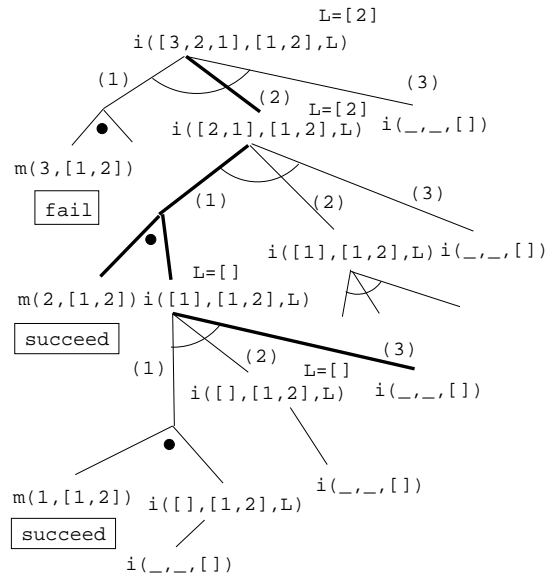 L=[2]
i([3,2,1],[1,2],L)
(1)
(2)
(3)
L=[2]
i([2,1],[1,2],L)
i(_,_,[])
m(3,[1,2])
fail
(1)
(2)
(3)
i([1],[1,2],L)
i(_,_,[])
L=[]
m(2,[1,2])
i([1],[1,2],L)
succeed
(1)
(2)
(3)
L=[]
i([],[1,2],L)
i(_,_,[])
m(1,[1,2])
i([],[1,2],L)
i(_,_,[])
succeed
i(_,_,[])